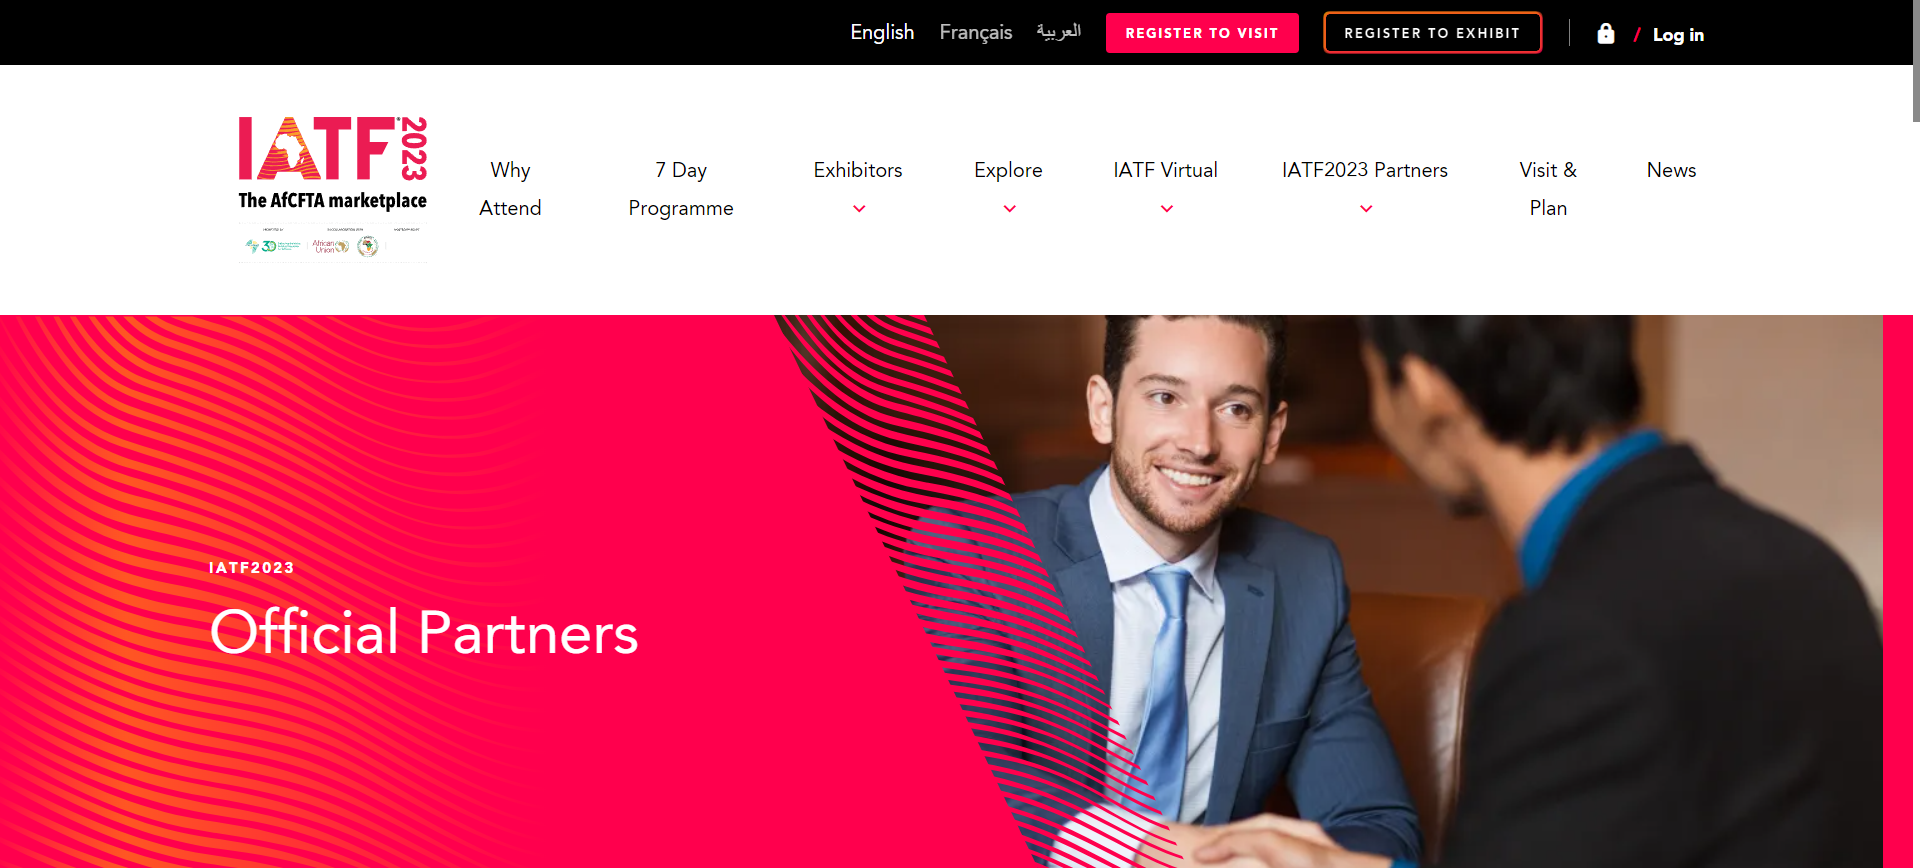 English Français العربية REGISTER TO VISIT REGISTER TO EXHIBIT / Log in
IATF 2023
The AfCFTA marketplace
African
Union
Why
Attend
7 Day
Programme
Exhibitors
Explore
IATF Virtual
IATF2023 Partners
Visit &
Plan
News
IATF2023
Official Partners